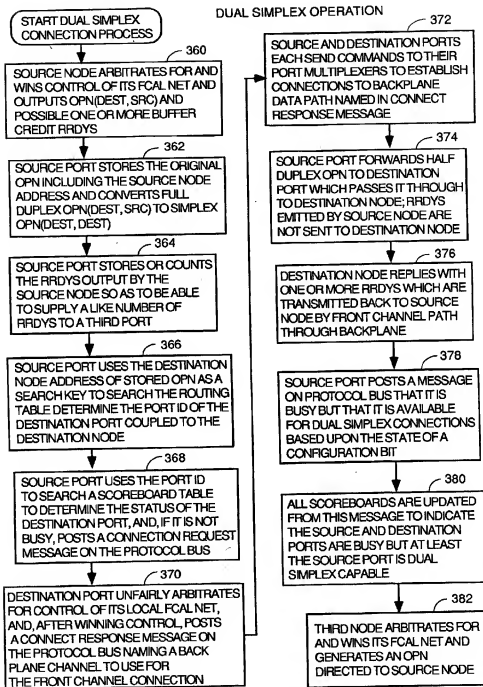 DUAL SIMPLEX OPERATION
START DUAL SIMPLEX
CONNECTION PROCESS
360
SOURCE NODE ARBITRATES FOR AND
WINS CONTROL OF ITS FCAL NET AND
OUTPUTS OPN(DEST, SRC) AND
POSSIBLE ONE OR MORE BUFFER
CREDIT RRDYS
362
SOURCE PORT STORES THE ORIGINAL
OPN INCLUDING THE SOURCE NODE
ADDRESS AND CONVERTS FULL
DUPLEX OPN(DEST, SRC) TO SIMPLEX
OPN(DEST, DEST)
364
SOURCE PORT STORES OR COUNTS
THE RRDYS OUTPUT BY THE
SOURCE NODE SO AS TO BE ABLE
TO SUPPLY A LIKE NUMBER OF
RRDYS TO A THIRD PORT
366
SOURCE PORT USES THE DESTINATION
NODE ADDRESS OF STORED OPN AS A
SEARCH KEY TO SEARCH THE ROUTING
TABLE DETERMINE THE PORT ID OF THE
DESTINATION PORT COUPLED TO THE
DESTINATION NODE
368
SOURCE PORT USES THE PORT ID
TO SEARCH A SCOREBOARD TABLE
TO DETERMINE THE STATUS OF THE
DESTINATION PORT, AND, IF IT IS NOT
BUSY, POSTS A CONNECTION REQUEST
MESSAGE ON THE PROTOCOL BUS
370
DESTINATION PORT UNFAIRLY ARBITRATES
FOR CONTROL OF ITS LOCAL FCAL NET,
AND, AFTER WINNING CONTROL, POSTS
A CONNECT RESPONSE MESSAGE ON
THE PROTOCOL BUS NAMING A BACK
PLANE CHANNEL TO USE FOR
THE FRONT CHANNEL CONNECTION
372
SOURCE AND DESTINATION PORTS
EACH SEND COMMANDS TO THEIR
PORT MULTIPLEXERS TO ESTABLISH
CONNECTIONS TO BACKPLANE
DATA PATH NAMED IN CONNECT
RESPONSE MESSAGE
374
SOURCE PORT FORWARDS HALF
DUPLEX OPN TO DESTINATION
PORT WHICH PASSES IT THROUGH
TO DESTINATION NODE; RRDYS
EMITTED BY SOURCE NODE ARE
NOT SENT TO DESTINATION NODE
376
DESTINATION NODE REPLIES WITH
ONE OR MORE RRDYS WHICH ARE
TRANSMITTED BACK TO SOURCE
NODE BY FRONT CHANNEL PATH
THROUGH BACKPLANE
378
SOURCE PORT POSTS A MESSAGE
ON PROTOCOL BUS THAT IT IS
BUSY BUT THAT IT IS AVAILABLE
FOR DUAL SIMPLEX CONNECTIONS
BASED UPON THE STATE OF A
CONFIGURATION BIT
380
ALL SCOREBOARDS ARE UPDATED
FROM THIS MESSAGE TO INDICATE
THE SOURCE AND DESTINATION
PORTS ARE BUSY BUT AT LEAST
THE SOURCE PORT IS DUAL
SIMPLEX CAPABLE
382
THIRD NODE ARBITRATES FOR
AND WINS ITS FCAL NET AND
GENERATES AN OPN
DIRECTED TO SOURCE NODE